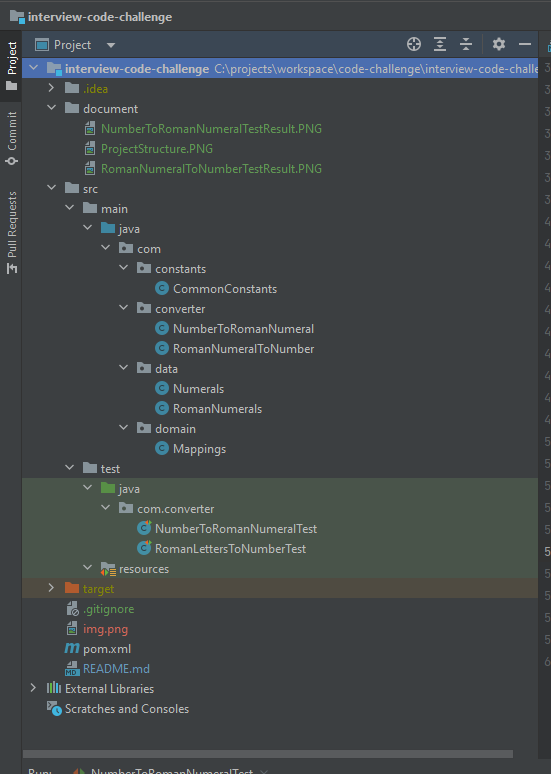 interview-code-challenge
Project
Project
Commit
Pull Requests
interview-code-challenge C:\projects\workspace\code-challenge\interview-code-challe
.idea
document
NumberToRomanNumeralTestResult.PNG
ProjectStructure.PNG
RomanNumeralToNumberTestResult.PNG
src
main
java
com
constants
CommonConstants
converter
NumberToRomanNumeral
RomanNumeralToNumber
data
Numerals
RomanNumerals
domain
Mappings
test
java
com.converter
NumberToRomanNumeralTest
RomanLettersToNumberTest
resources
target
.gitignore
img.png
pom.xml
README.md
External Libraries
Scratches and Consoles
Run: NumberToRomanNumeralTest